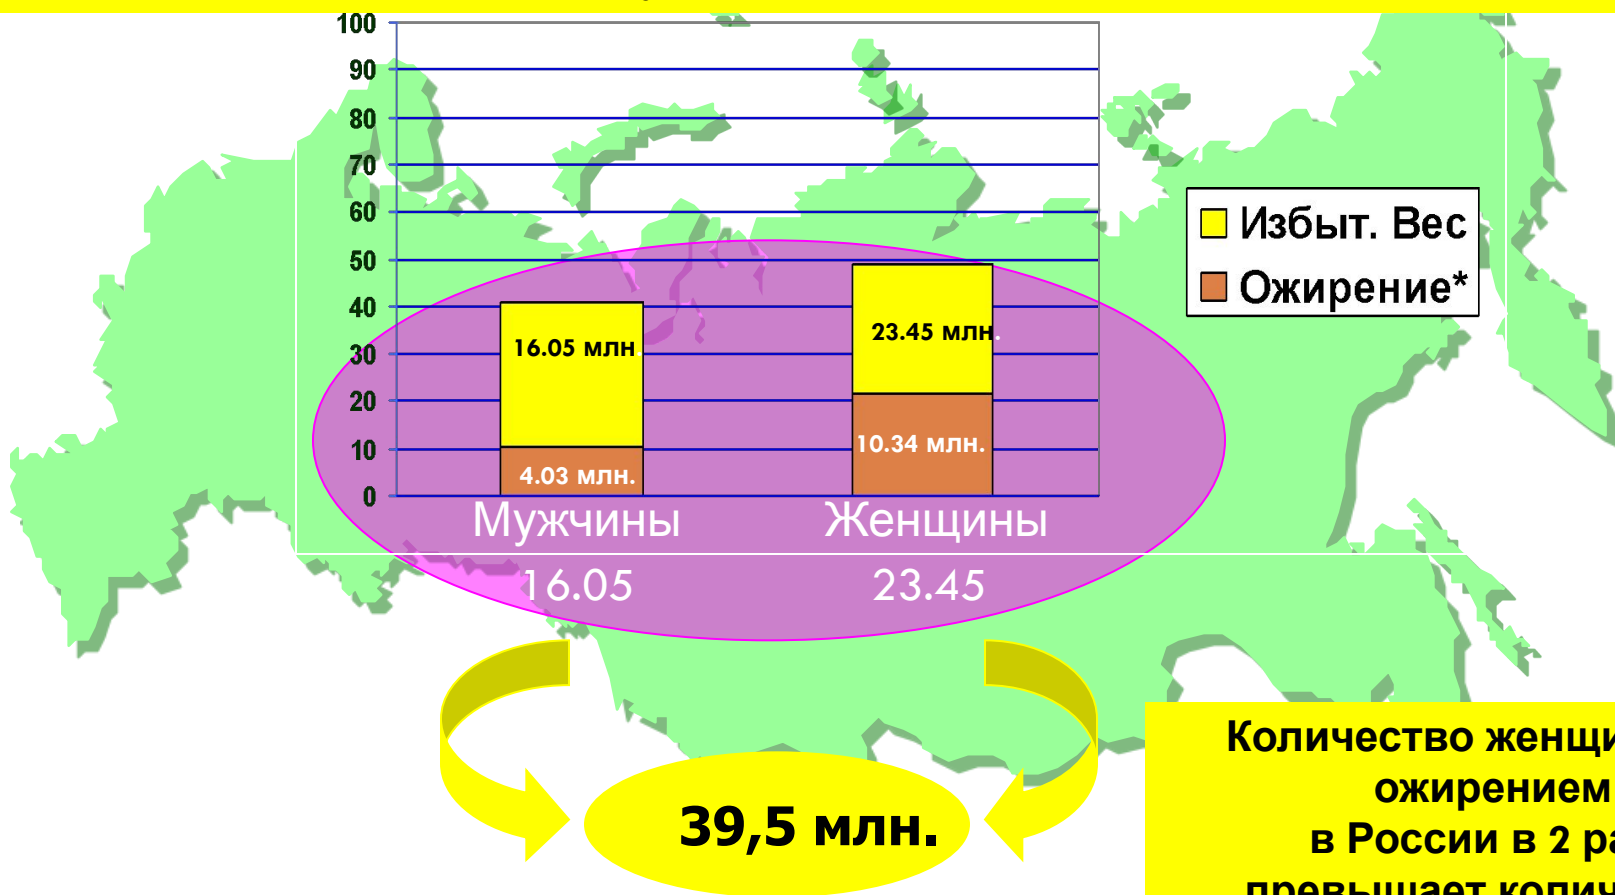 100
90
80
70
60
50
40
30
20
10
0
Избыт. Вес
Ожирение*
16.05 млн.
23.45 млн.
4.03 млн.
10.34 млн.
Мужчины
Женщины
16.05
23.45
39,5 млн.
Количество
ожирением
в России в 2
превышает